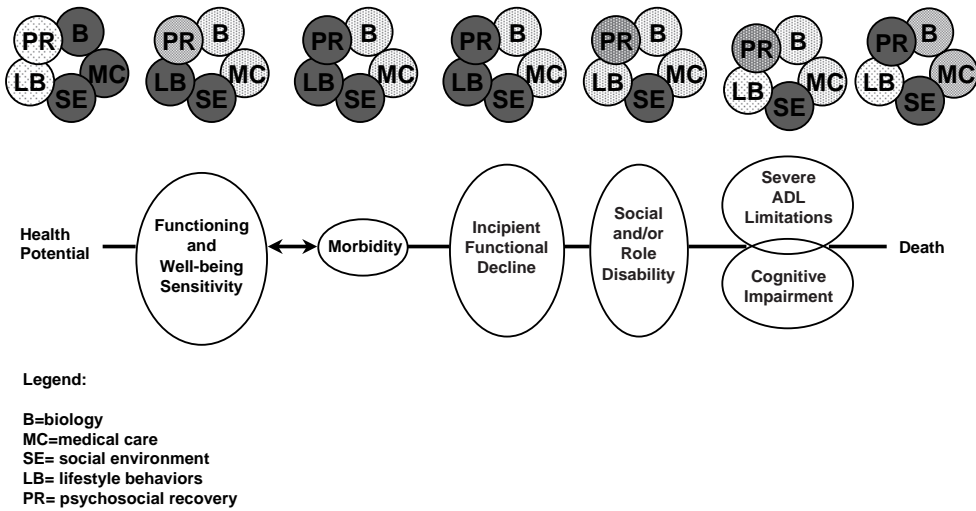 PR B MC SE LB
PR B MC SE LB
PR B MC SE LB
PR B MC SE LB
PR B MC SE LB
PR B MC SE LB
PR B MC SE LB
Health
Potential
Functioning
and
Well-being
Sensitivity
Morbidity
Incipient
Functional
Decline
Social
and/or
Role
Disability
Severe
ADL
Limitations
Cognitive
Impairment
Death
Legend:
B=biology
MC=medical care
SE= social environment
LB= lifestyle behaviors
PR= psychosocial recovery